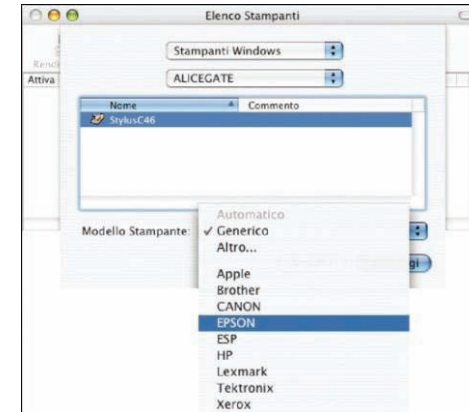 Elenco Stampanti
Attiva
Stampanti Windows
ALICEGATE
Nome Commento
StylusC46
Modello Stampante:
Automatico
✓ Generico
Altro...
Apple
Brother
CANON
EPSON
ESP
HP
Lexmark
Tektronix
Xerox